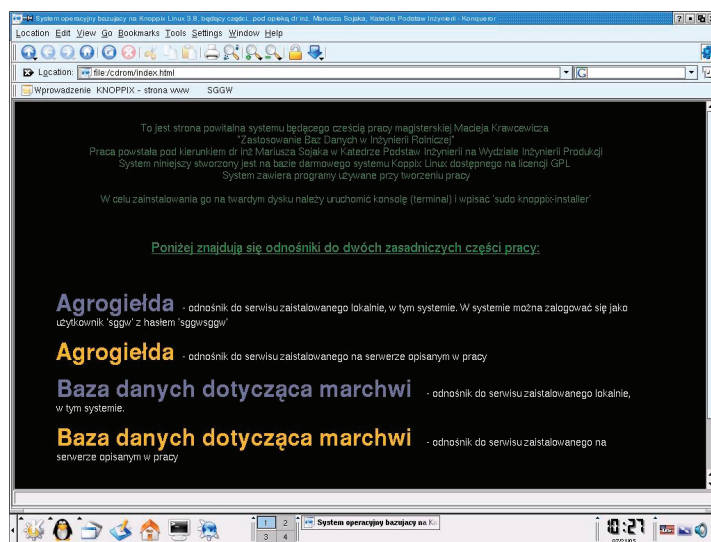 System operacyjny bazujacy na Knoppix Linux 3.8, będący części.. pod opieką dr inż. Mariusza Sojaka, Katedra Podstaw Inżynierii - Konqueror
Location Edit View Go Bookmarks Tools Settings Window Help
Location: file:/cdrom/index.html
Wprowadzenie KNOPPIX - strona www SGGW
To jest strona powitalna systemu będącego cześcią pracy magisterskiej Macieja Krawcewicza
"Zastosowanie Baz Danych w Inżynierii Rolniczej"
Praca powstała pod kierunkiem dr inż Mariusza Sojaka w Katedrze Podstaw Inżynierii na Wydziale Inżynierii Produkcji
System niniejszy stworzony jest na bazie darmowego systemu Koppix Linux dostępnego na licencji GPL
System zawiera programy używane przy tworzeniu pracy
W celu zainstalowania go na twardym dysku należy uruchomić konsolę (terminal) i wpisać 'sudo knoppix-installer'
Poniżej znajdują się odnośniki do dwóch zasadniczych części pracy:
Agrogiełda - odnośnik do serwisu zaistalowanego lokalnie, w tym systemie. W systemie można zalogować się jako
użytkownik 'sggw' z hasłem 'sggwsggw'
Agrogiełda - odnośnik do serwisu zaistalowanego na serwerze opisanym w pracy
Baza danych dotycząca marchwi - odnośnik do serwisu zaistalowanego lokalnie,
w tym systemie.
Baza danych dotycząca marchwi - odnośnik do serwisu zaistalowanego na
serwerze opisanym w pracy
1 2
3 4
System operacyjny bazujacy na Kn
10:27